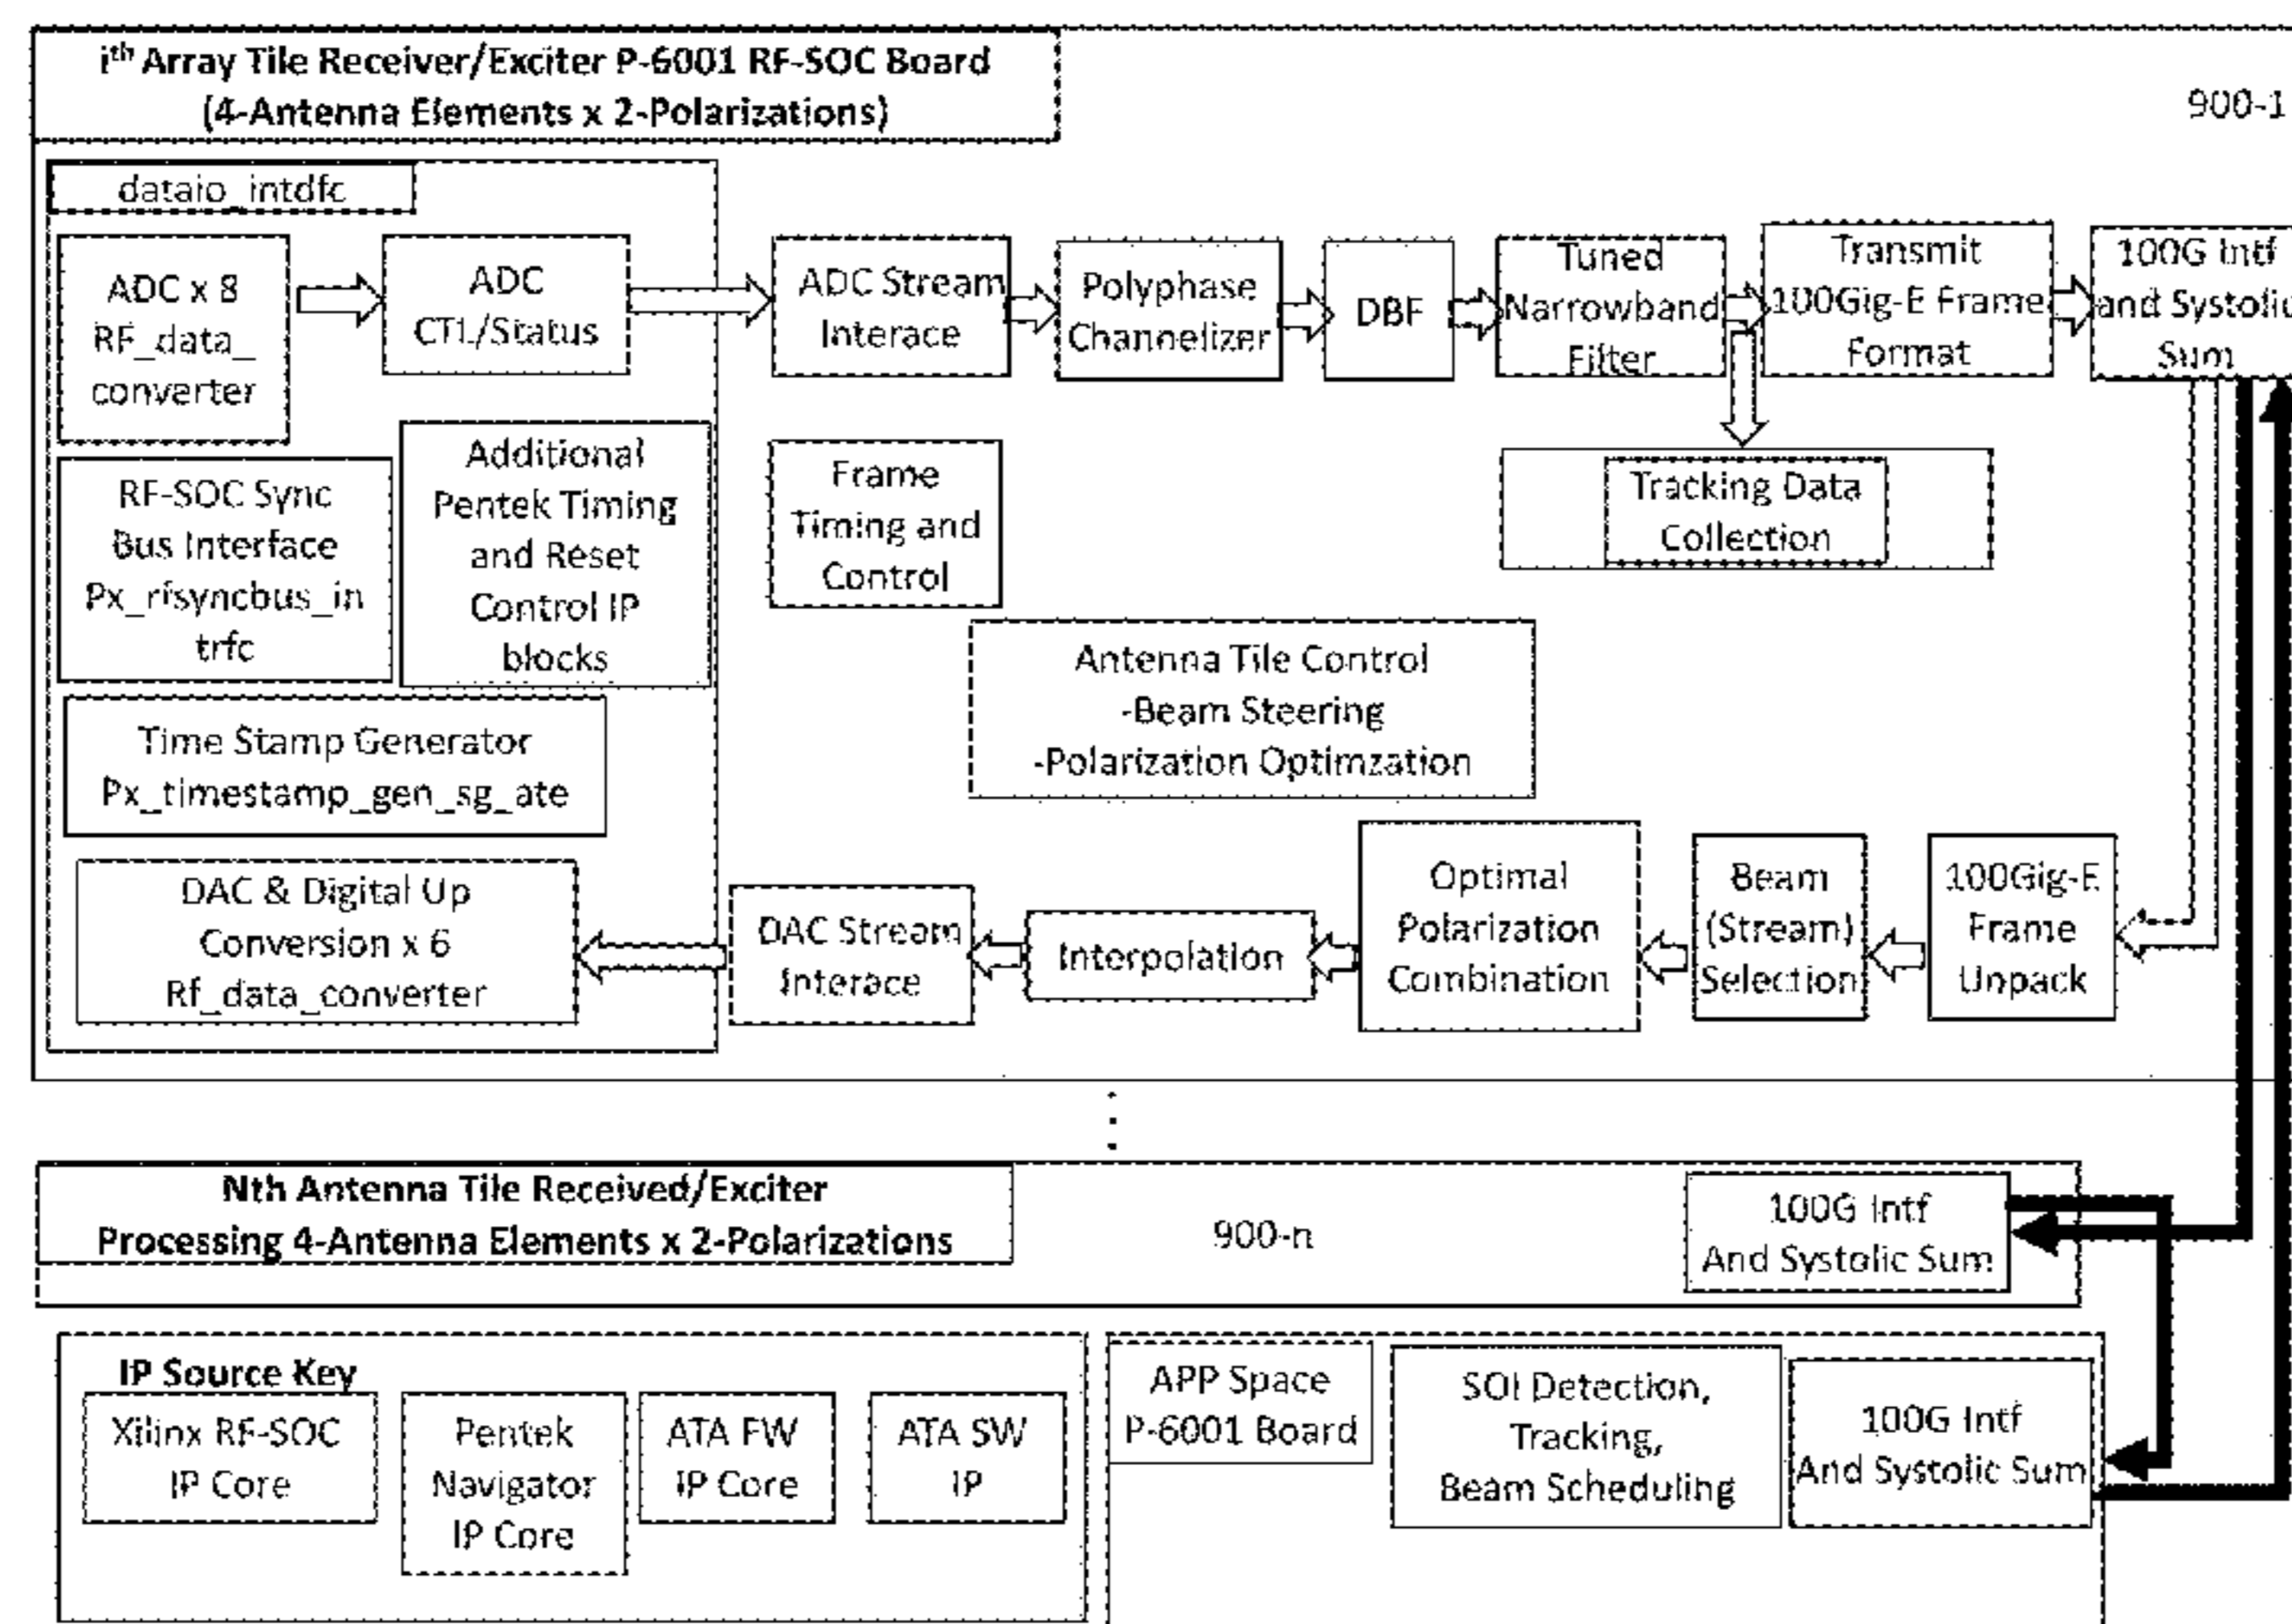 ith Array Tile Receiver/Exciter P-6001 RF-SOC Board
(4-Antenna Elements x 2-Polarizations)
900-1
dataio_intdfc
ADC x 8
RF_data_
converter
ADC
CTL/Status
ADC Stream
Interace
Polyphase
Channelizer
DBF
Tuned
Narrowband
Filter
Transmit
100Gig-E Frame
Format
100G Intf
and Systolic
Sum
RF-SOC Sync
Bus Interface
Px_rfsyncbus_in
trfc
Additional
Pentek Timing
and Reset
Control IP
blocks
Frame
Timing and
Control
Tracking Data
Collection
Antenna Tile Control
-Beam Steering
-Polarization Optimzation
Time Stamp Generator
Px_timestamp_gen_sg_ate
DAC & Digital Up
Conversion x 6
Rf_data_converter
DAC Stream
Interace
Interpolation
Optimal
Polarization
Combination
Beam
(Stream)
Selection
100Gig-E
Frame
Unpack
Nth Antenna Tile Received/Exciter
Processing 4-Antenna Elements x 2-Polarizations
900-n
100G Intf
And Systolic Sum
IP Source Key
Xilinx RF-SOC
IP Core
Pentek
Navigator
IP Core
ATA FW
IP Core
ATA SW
IP
APP Space
P-6001 Board
SOI Detection,
Tracking,
Beam Scheduling
100G Intf
And Systolic Sum